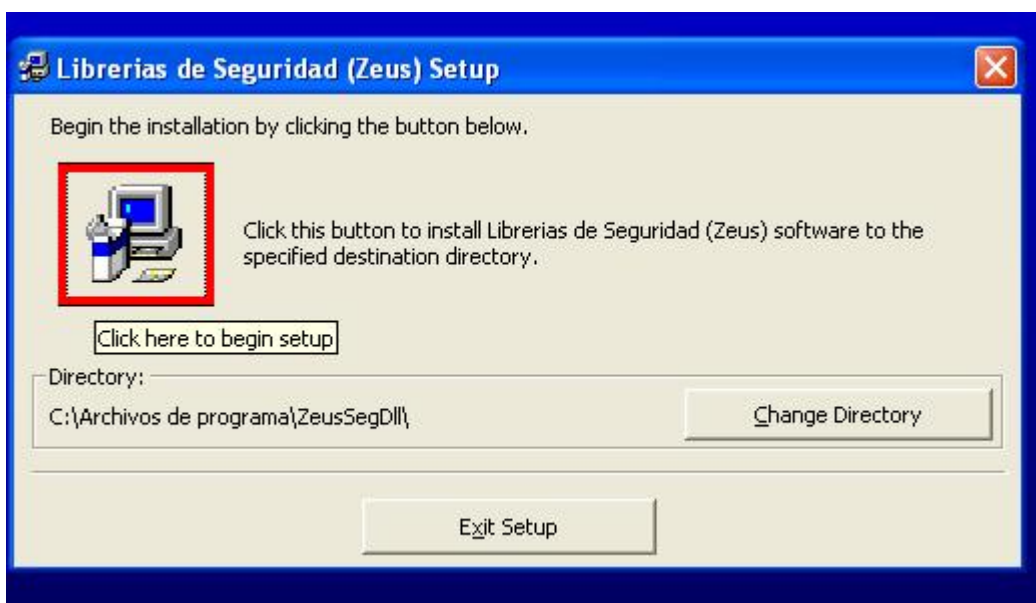 Librerias de Seguridad (Zeus) Setup
Begin the installation by clicking the button below.
Click this button to install Librerias de Seguridad (Zeus) software to the
specified destination directory.
Click here to begin setup
Directory:
C:\Archivos de programa\ZeusSegDll\
Change Directory
Exit Setup